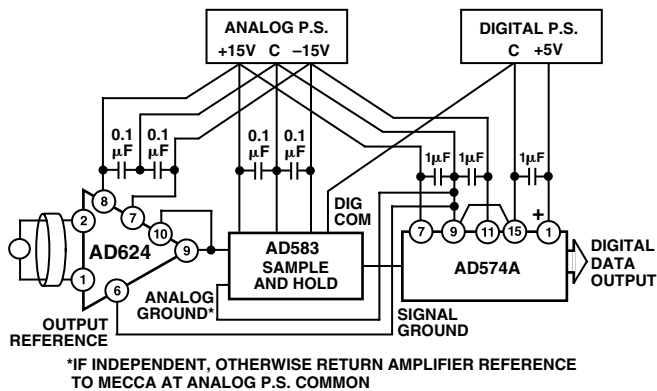 ANALOG P.S.
+15V C –15V
DIGITAL P.S.
C +5V
0.1 µF
0.1 µF
0.1 µF
0.1 µF
1µF
1µF
1µF
DIG COM
8
7
10
2
9
1
6
AD624
AD583
SAMPLE
AND HOLD
7
9
11
15
+
1
AD574A
DIGITAL
DATA
OUTPUT
ANALOG
GROUND*
OUTPUT
REFERENCE
SIGNAL
GROUND
*IF INDEPENDENT, OTHERWISE RETURN AMPLIFIER REFERENCE
TO MECCA AT ANALOG P.S. COMMON